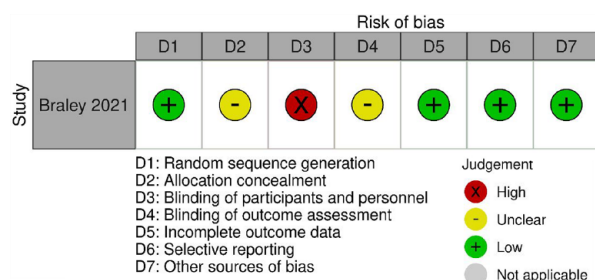 Risk of bias
D1 D2 D3 D4 D5 D6 D7
Study
Braley 2021 + - X - + + +
D1: Random sequence generation
D2: Allocation concealment
D3: Blinding of participants and personnel
D4: Blinding of outcome assessment
D5: Incomplete outcome data
D6: Selective reporting
D7: Other sources of bias
Judgement
X High
- Unclear
+ Low
Not applicable